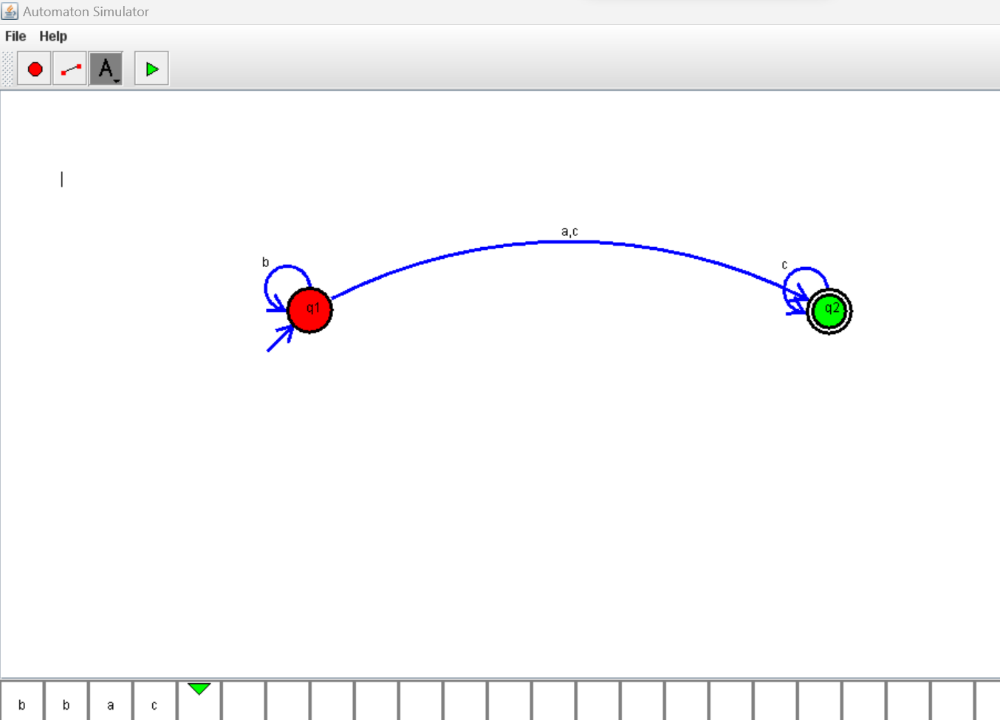 Automaton Simulator
File Help
A
a,c
b
c
q1
q2
b b a c